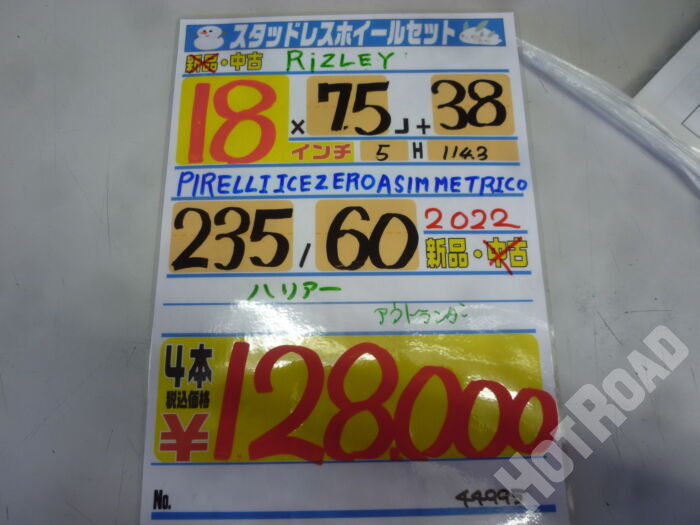 スタッドレスホイールセット
新品・中古 RiZLEY
18 × 7.5 J + 38
インチ 5 H 114.3
PIRELLI ICE ZERO ASIMMETRICO
235 / 60 2022
新品・中古
ハリアー
アウトランダー
4本
税込価格
¥128,000
No. 44995
HOTROAD